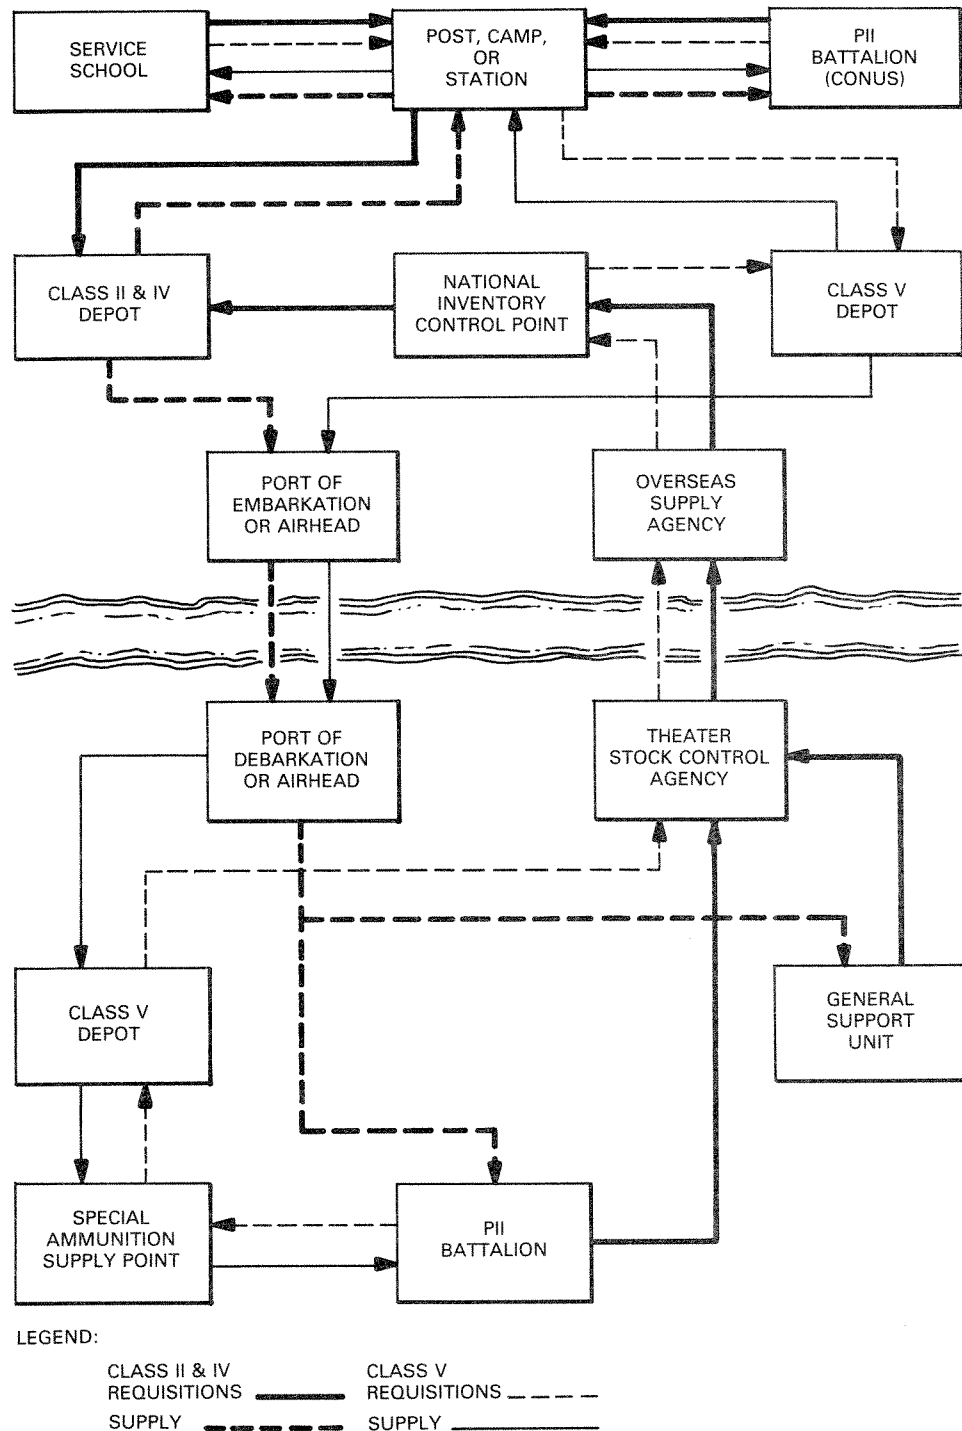 SERVICE
SCHOOL
POST, CAMP,
OR
STATION
PII
BATTALION
(CONUS)
CLASS II & IV
DEPOT
NATIONAL
INVENTORY
CONTROL POINT
CLASS V
DEPOT
PORT OF
EMBARKATION
OR AIRHEAD
OVERSEAS
SUPPLY
AGENCY
PORT OF
DEBARKATION
OR AIRHEAD
THEATER
STOCK CONTROL
AGENCY
CLASS V
DEPOT
GENERAL
SUPPORT
UNIT
SPECIAL
AMMUNITION
SUPPLY POINT
PII
BATTALION
LEGEND:
CLASS II & IV
REQUISITIONS
SUPPLY
CLASS V
REQUISITIONS
SUPPLY